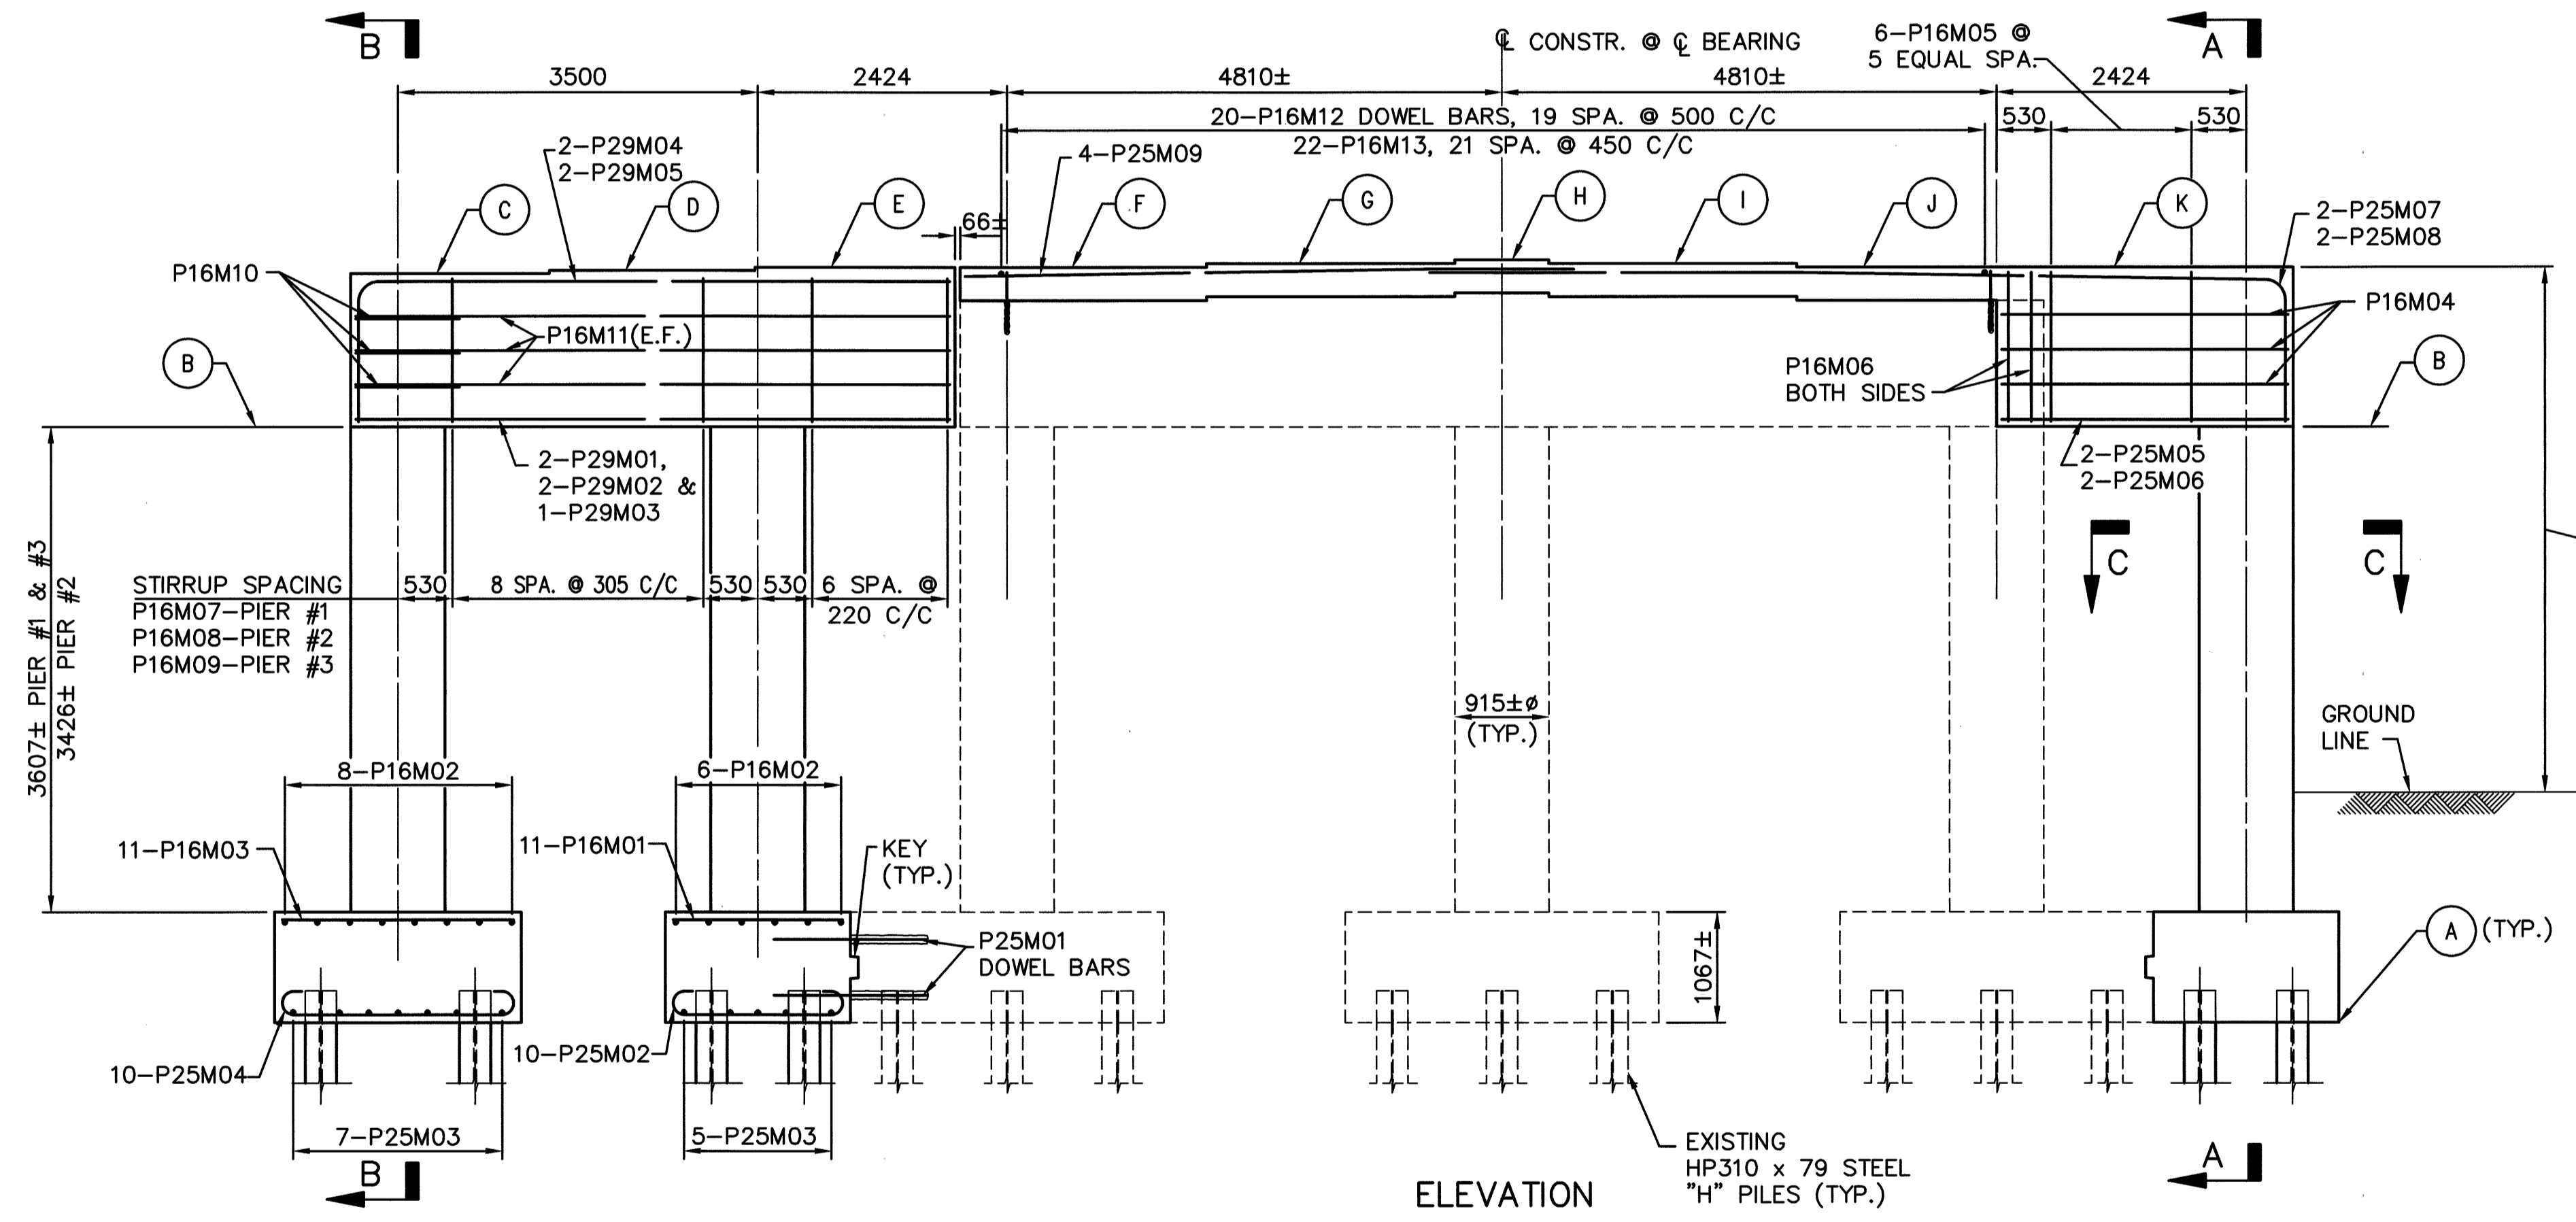 B
℄ CONSTR. @ ℄ BEARING
6-P16M05 @
5 EQUAL SPA.
A
3500
2424
4810±
4810±
2424
20-P16M12 DOWEL BARS, 19 SPA. @ 500 C/C
22-P16M13, 21 SPA. @ 450 C/C
530
530
2-P29M04
2-P29M05
4-P25M09
C
D
E
66±
F
G
H
I
J
K
2-P25M07
2-P25M08
P16M10
P16M11(E.F.)
P16M04
B
P16M06
BOTH SIDES
B
2-P29M01,
2-P29M02 &
1-P29M03
2-P25M05
2-P25M06
3607± PIER #1 & #3
3426± PIER #2
STIRRUP SPACING
P16M07-PIER #1
P16M08-PIER #2
P16M09-PIER #3
530
8 SPA. @ 305 C/C
530
530
6 SPA. @
220 C/C
C
C
915±ø
(TYP.)
GROUND
LINE
8-P16M02
6-P16M02
11-P16M03
11-P16M01
KEY
(TYP.)
P25M01
DOWEL BARS
1067±
A
(TYP.)
10-P25M04
10-P25M02
7-P25M03
5-P25M03
B
EXISTING
HP310 x 79 STEEL
"H" PILES (TYP.)
A
ELEVATION